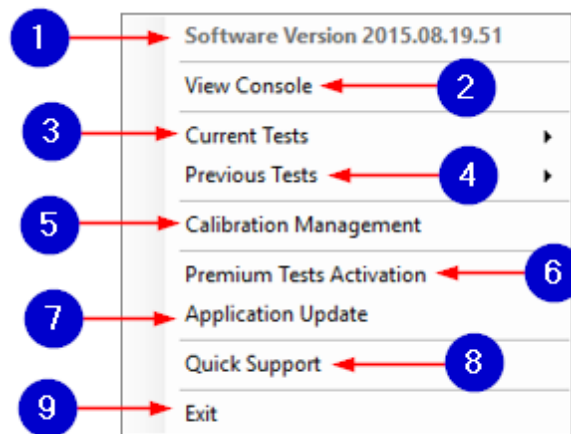 1 Software Version 2015.08.19.51
View Console 2
3 Current Tests
Previous Tests 4
5 Calibration Management
Premium Tests Activation 6
7 Application Update
Quick Support 8
9 Exit